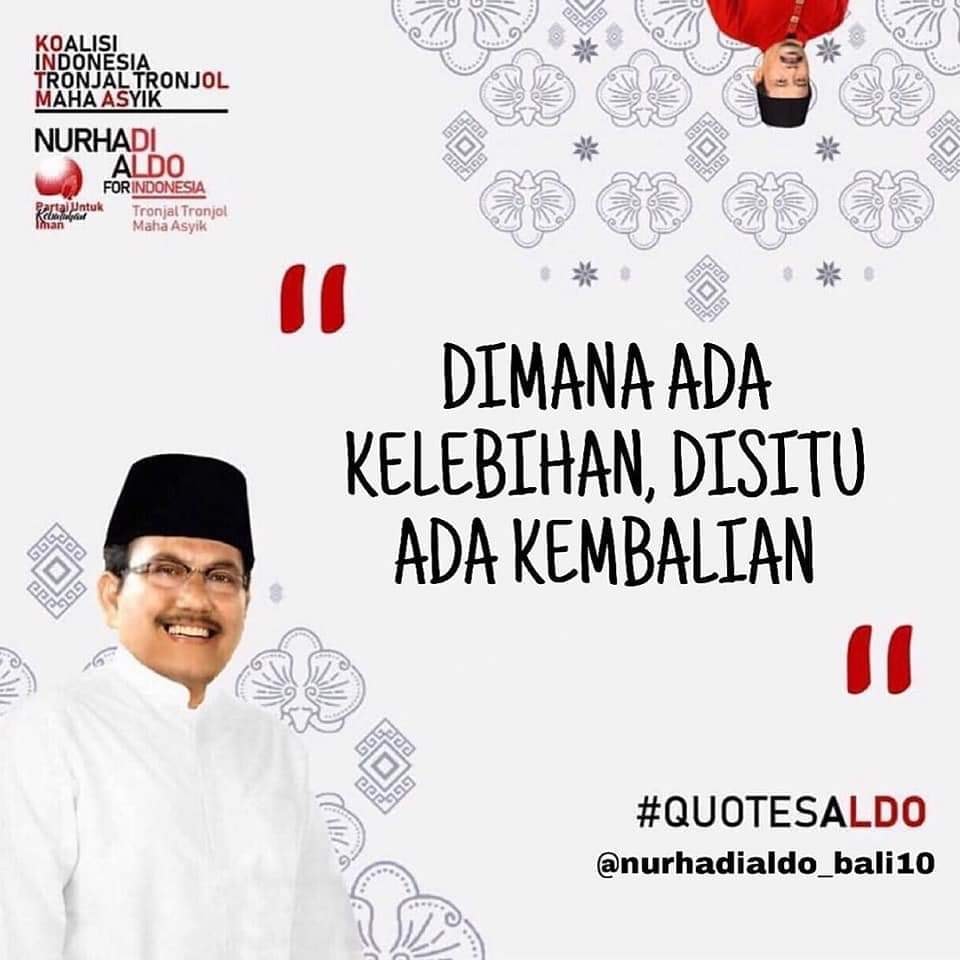 KOALISI
INDONESIA
TRONJAL TRONJOL
MAHA ASYIK
NURHADI
ALDO
FOR INDONESIA
Partai Untuk
Kebutuhan
Iman
Tronjal Tronjol
Maha Asyik
"
DIMANA ADA
KELEBIHAN, DISITU
ADA KEMBALIAN
"
#QUOTESALDO
@nurhadialdo_bali10